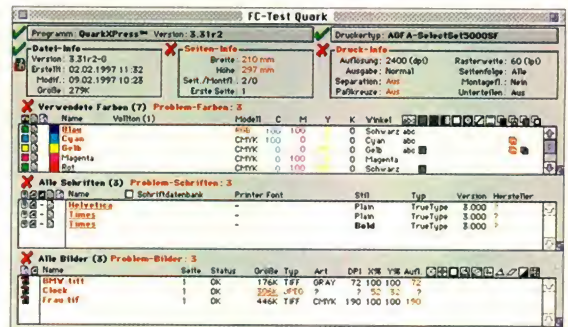 FC-Test Quark
Programm: QuarkXPress™ Version: 3.31r2
Druckertyp: AGFA-SelectSet5000SF
Datei-Info
Version: 3.31r2-0
Erstellt: 02.02.1997 11:32
Modif.: 09.02.1997 10:23
Größe: 279K
Seiten-Info
Breite: 210 mm
Höhe: 297 mm
Seit./Montfl.: 2/0
Erste Seite: 1
Druck-Info
Auflösung: 2400 (dpi)
Ausgabe: Normal
Separation: Aus
Paßkreuze: Aus
Rasterweite: 60 (lpi)
Seitenfolge: Alle
Montagefl.: Nein
Unterteilen: Aus
Verwendete Farben (7) Problem-Farben: 3
Name Vollton (1) Modell C M Y K Winkel abc
Blau RGB 100 100 0 Schwarz abc
Cyan CMYK 100 0 0 Cyan abc
Gelb CMYK 0 0 0 Gelb abc
Magenta CMYK 0 100 0 Magenta
Rot CMYK 0 100 0 Schwarz
Alle Schriften (3) Problem-Schriften: 3
Name Schriftdatenbank Printer Font Stil Typ Version Hersteller
Helvetica - Plain TrueType 3.000 ?
Times - Plain TrueType 3.000 ?
Times - Bold TrueType 3.000 ?
Alle Bilder (3) Problem-Bilder: 3
Name Seite Status Größe Typ Art DPI X% Y% Aufl.
BMW.tiff 1 OK 176K TIFF GRAY 72 100 100 72
Clock 1 OK 306K JPEG ? ? 52 52 ?
Frau.tif 1 OK 446K TIFF CMYK 190 100 100 190